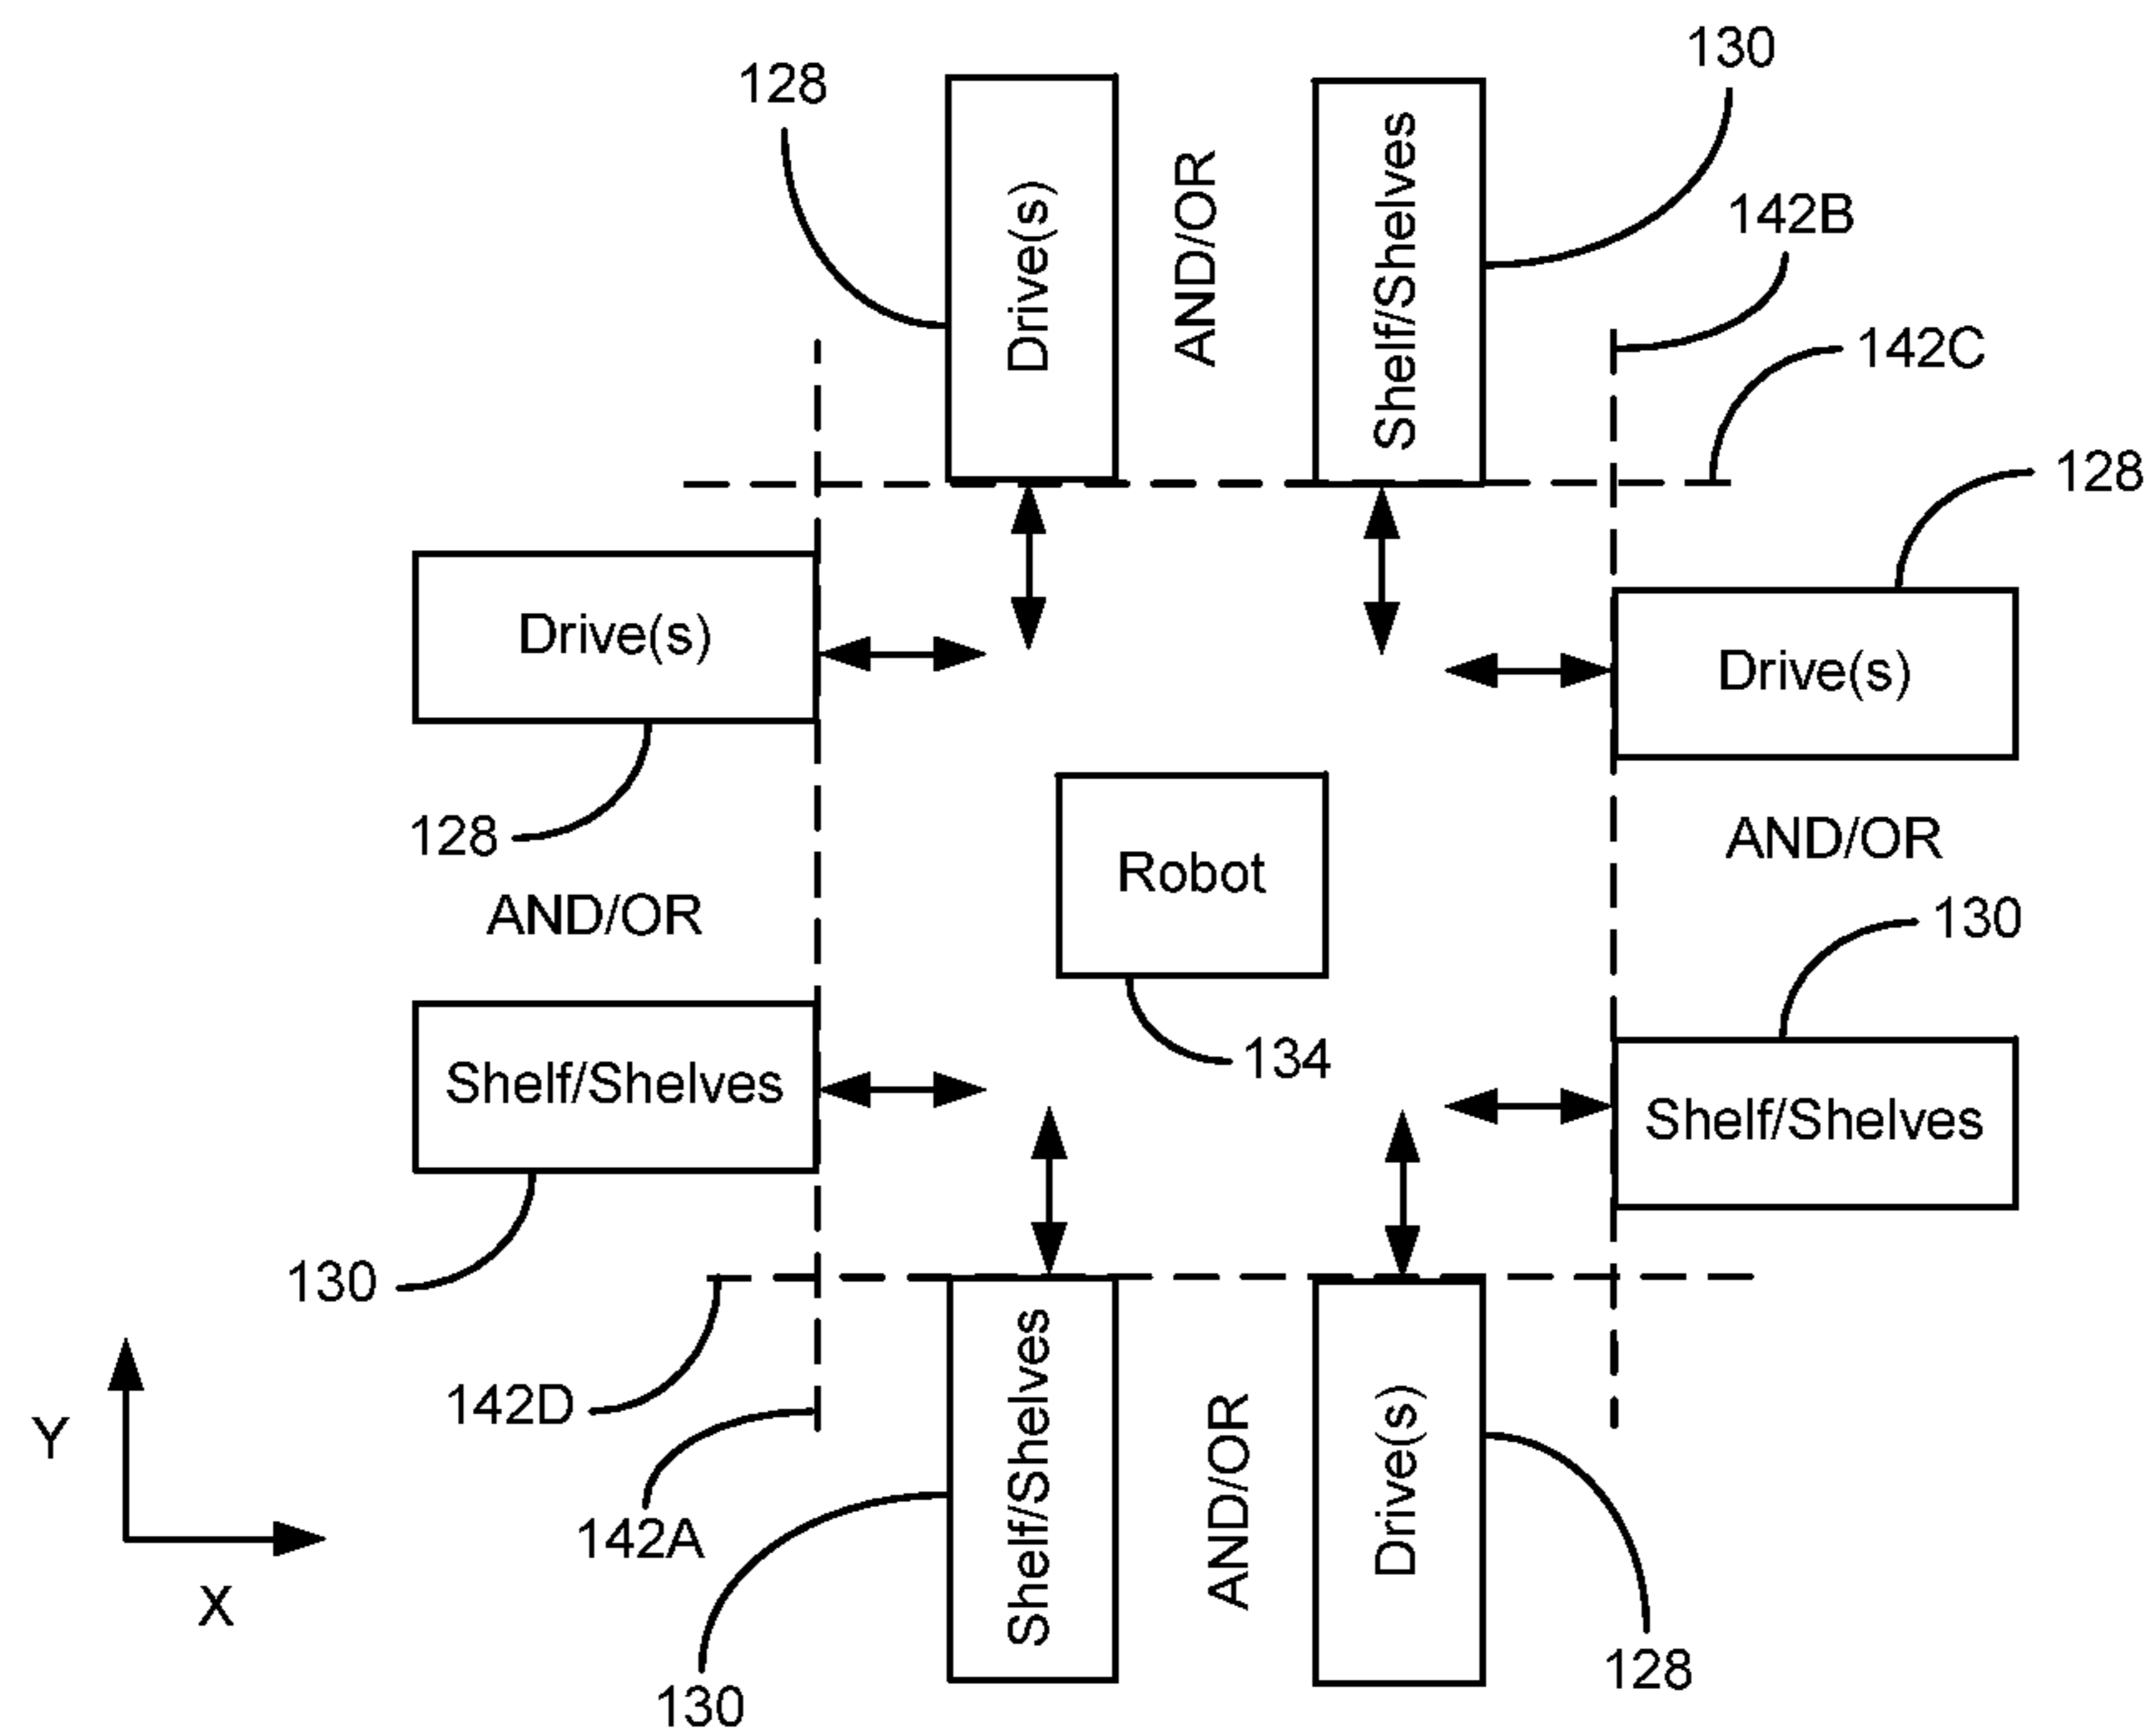 130
128
Drive(s)
AND/OR
Shelf/Shelves
142B
142C
128
Drive(s)
Drive(s)
128
AND/OR
Robot
AND/OR
130
134
Shelf/Shelves
Shelf/Shelves
130
142D
142A
Y
X
Shelf/Shelves
AND/OR
Drive(s)
130
128